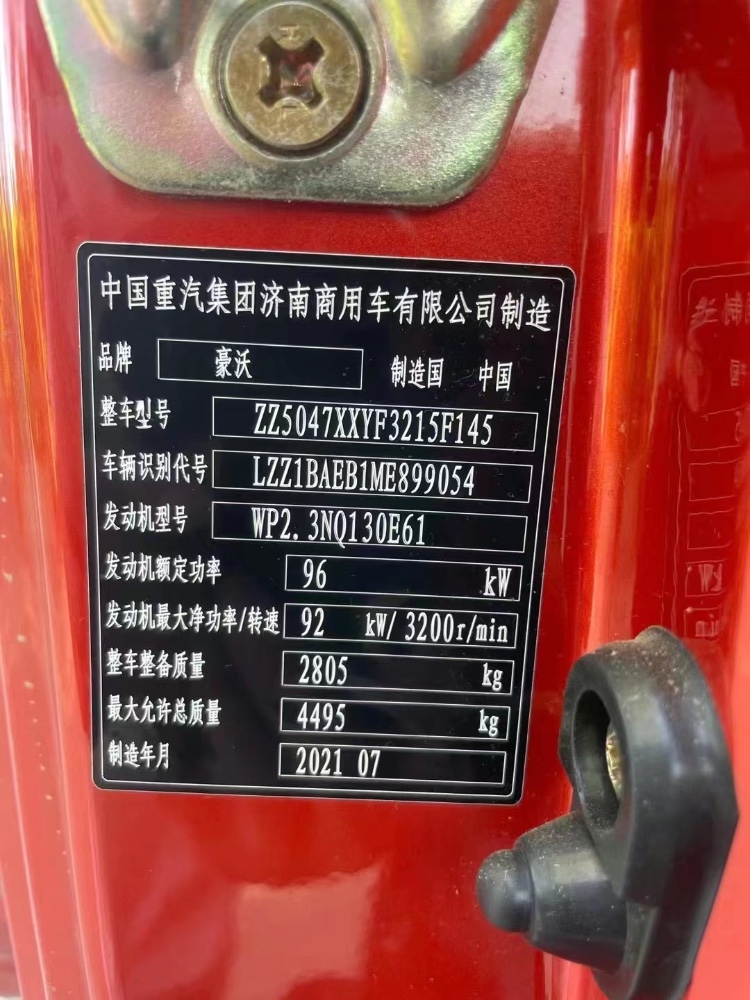 中国重汽集团济南商用车有限公司制造
品牌 豪沃 制造国 中国
整车型号 ZZ5047XXYF3215F145
车辆识别代号 LZZ1BAEB1ME899054
发动机型号 WP2.3NQ130E61
发动机额定功率 96 kW
发动机最大净功率/转速 92 kW/ 3200r/min
整车整备质量 2805 kg
最大允许总质量 4495 kg
制造年月 2021 07